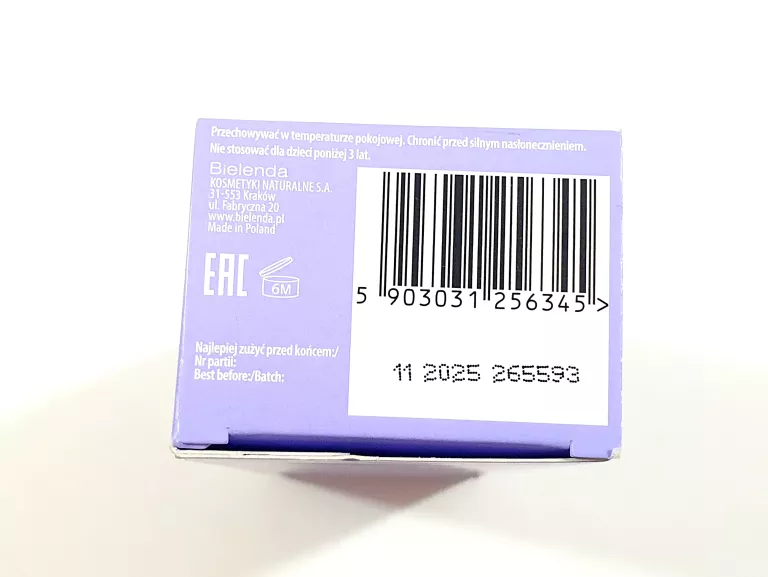 Przechowywać w temperaturze pokojowej. Chronić przed silnym nasłonecznieniem.
Nie stosować dla dzieci poniżej 3 lat.
Bielenda
KOSMETYKI NATURALNE S.A.
31-553 Kraków
ul. Fabryczna 20
www.bielenda.pl
Made in Poland
EAC
6M
5 903031 256345 >
Najlepiej zużyć przed końcem:/
Nr partii:
Best before:/Batch:
11 2025 265593